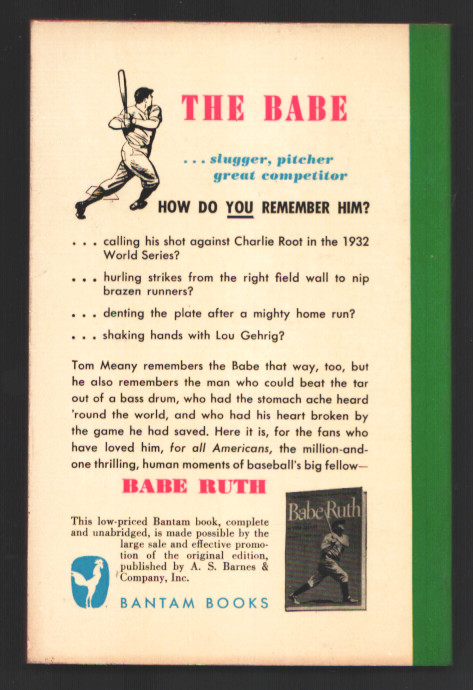 THE BABE
... slugger, pitcher
great competitor
HOW DO YOU REMEMBER HIM?
... calling his shot against Charlie Root in the 1932
World Series?
... hurling strikes from the right field wall to nip
brazen runners?
... denting the plate after a mighty home run?
... shaking hands with Lou Gehrig?
Tom Meany remembers the Babe that way, too, but
he also remembers the man who could beat the tar
out of a bass drum, who had the stomach ache heard
'round the world, and who had his heart broken by
the game he had saved. Here it is, for the fans who
have loved him, for all Americans, the million-and-
one thrilling, human moments of baseball's big fellow—
BABE RUTH
This low-priced Bantam book, complete
and unabridged, is made possible by the
large sale and effective promo-
tion of the original edition,
published by A. S. Barnes &
Company, Inc.
BANTAM BOOKS
Babe Ruth